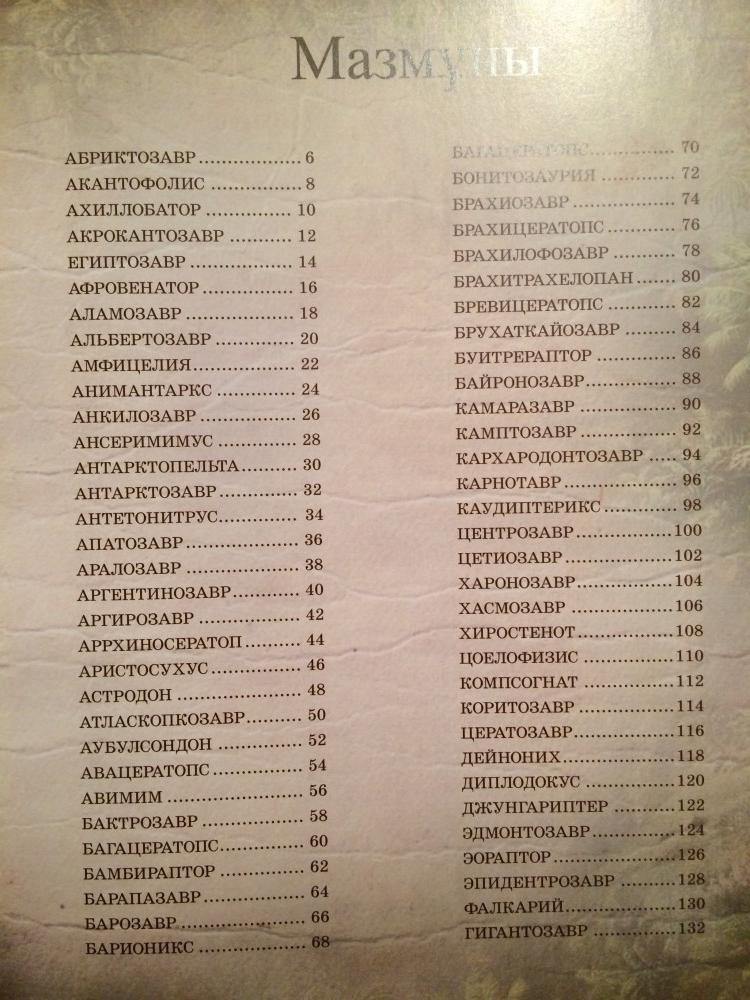 Мазмуны
АБРИКТОЗАВР.................. 6
АКАНТОФОЛИС ............... 8
АХИЛЛОБАТОР ............... 10
АКРОКАНТОЗАВР ........... 12
ЕГИПТОЗАВР .................. 14
АФРОВЕНАТОР................ 16
АЛАМОЗАВР ................... 18
АЛЬБЕРТОЗАВР .............. 20
АМФИЦЕЛИЯ.................. 22
АНИМАНТАРКС .............. 24
АНКИЛОЗАВР ................. 26
АНСЕРИМИМУС .............. 28
АНТАРКТОПЕЛЬТА.......... 30
АНТАРКТОЗАВР .............. 32
АНТЕТОНИТРУС.............. 34
АПАТОЗАВР.................... 36
АРАЛОЗАВР .................... 38
АРГЕНТИНОЗАВР............ 40
АРГИРОЗАВР .................. 42
АРРХИНОСЕРАТОП.......... 44
АРИСТОСУХУС................ 46
АСТРОДОН ..................... 48
АТЛАСКОПКОЗАВР.......... 50
АУБУЛСОНДОН ............... 52
АВАЦЕРАТОПС ................ 54
АВИМИМ ........................ 56
БАКТРОЗАВР .................. 58
БАГАЦЕРАТОПС............... 60
БАМБИРАПТОР ............... 62
БАРАПАЗАВР.................. 64
БАРОЗАВР...................... 66
БАРИОНИКС ................... 68
БАГАЦЕРАТОПС............... 70
БОНИТОЗАУРИЯ ............. 72
БРАХИОЗАВР .................. 74
БРАХИЦЕРАТОПС ............ 76
БРАХИЛОФОЗАВР ........... 78
БРАХИТРАХЕЛОПАН ....... 80
БРЕВИЦЕРАТОПС ............ 82
БРУХАТКАЙОЗАВР .......... 84
БУИТРЕРАПТОР .............. 86
БАЙРОНОЗАВР................ 88
КАМАРАЗАВР ................. 90
КАМПТОЗАВР ................. 92
КАРХАРОДОНТОЗАВР ..... 94
КАРНОТАВР.................... 96
КАУДИПТЕРИКС ............. 98
ЦЕНТРОЗАВР ..................100
ЦЕТИОЗАВР....................102
ХАРОНОЗАВР..................104
ХАСМОЗАВР ...................106
ХИРОСТЕНОТ..................108
ЦОЕЛОФИЗИС ................110
КОМПСОГНАТ ................112
КОРИТОЗАВР .................114
ЦЕРАТОЗАВР..................116
ДЕЙНОНИХ....................118
ДИПЛОДОКУС ................120
ДЖУНГАРИПТЕР ............122
ЭДМОНТОЗАВР...............124
ЭОРАПТОР......................126
ЭПИДЕНТРОЗАВР ...........128
ФАЛКАРИЙ....................130
ГИГАНТОЗАВР ...............132